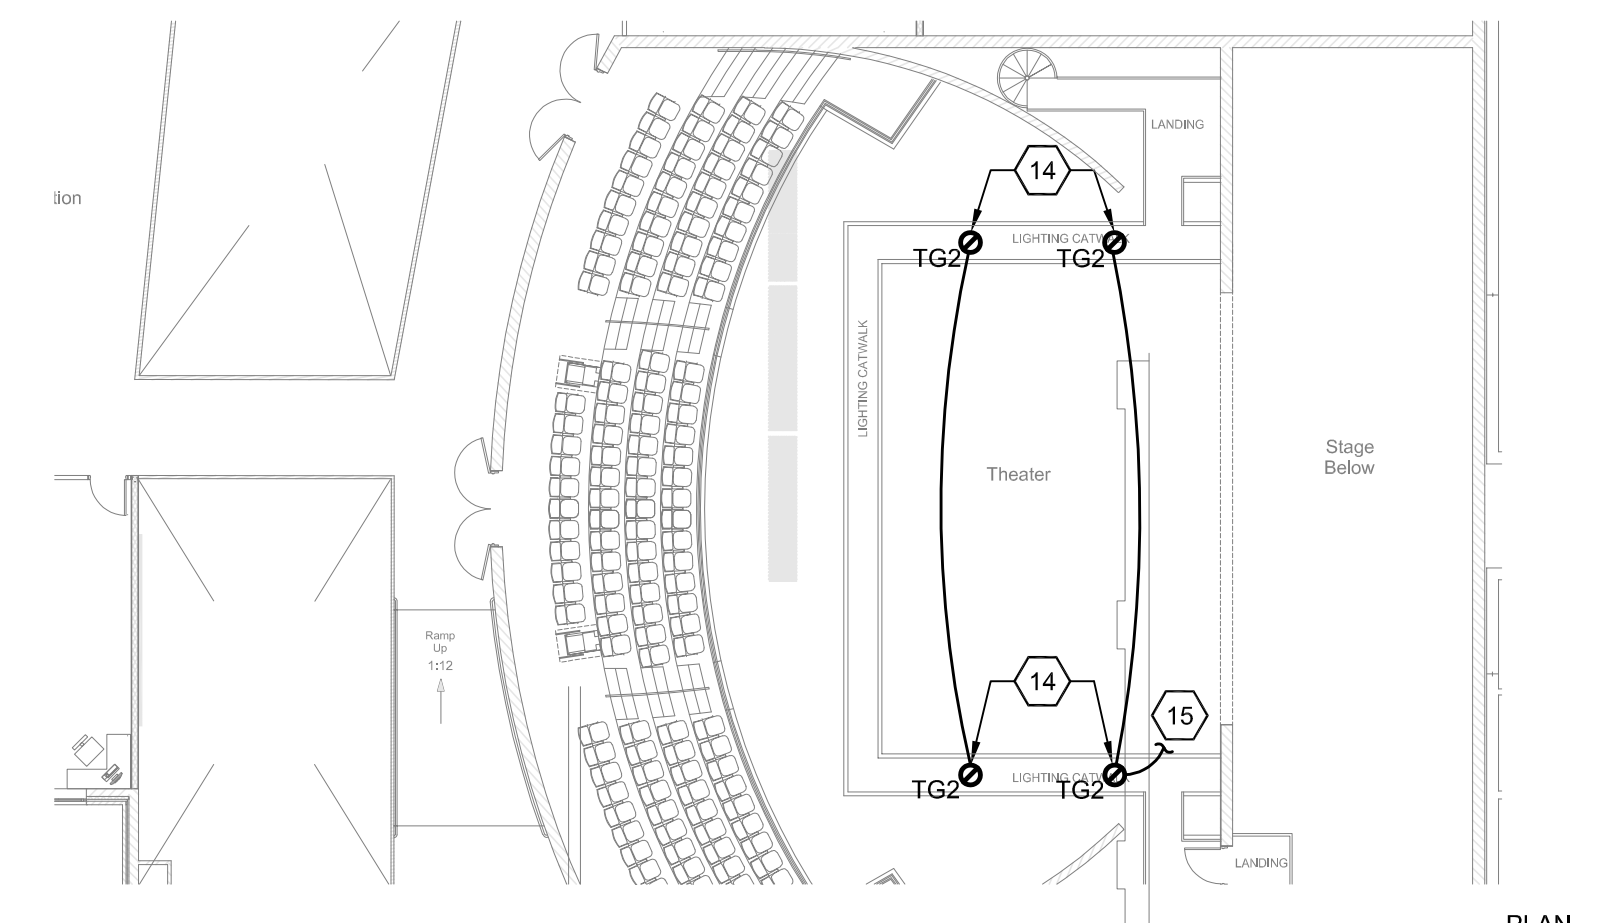 LANDING
14
tion
LIGHTING CATWALK
TG2
TG2
LIGHTING CATWALK
Stage
Below
Theater
Ramp
Up
1:12
14
15
LIGHTING CATWALK
TG2
TG2
LANDING
PLAN